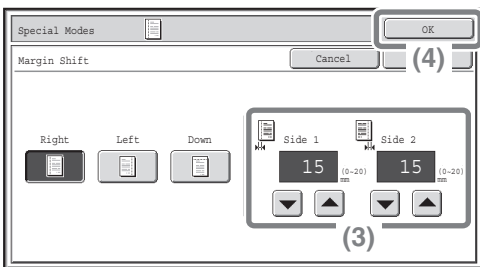 Special Modes
OK
Margin Shift
Cancel
(4)
Right
Left
Down
Side 1
Side 2
15
(0~20)
mm
15
(0~20)
mm
(3)